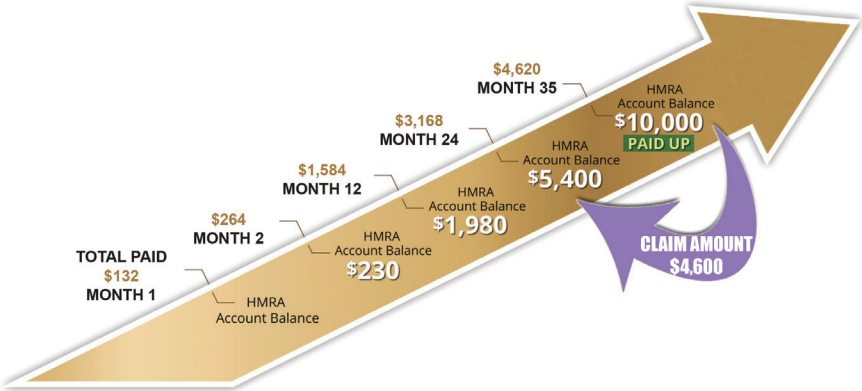 TOTAL PAID
$132
MONTH 1
HMRA
Account Balance
$264
MONTH 2
HMRA
Account Balance
$230
$1,584
MONTH 12
HMRA
Account Balance
$1,980
$3,168
MONTH 24
HMRA
Account Balance
$5,400
$4,620
MONTH 35
HMRA
Account Balance
$10,000
PAID UP
CLAIM AMOUNT
$4,600